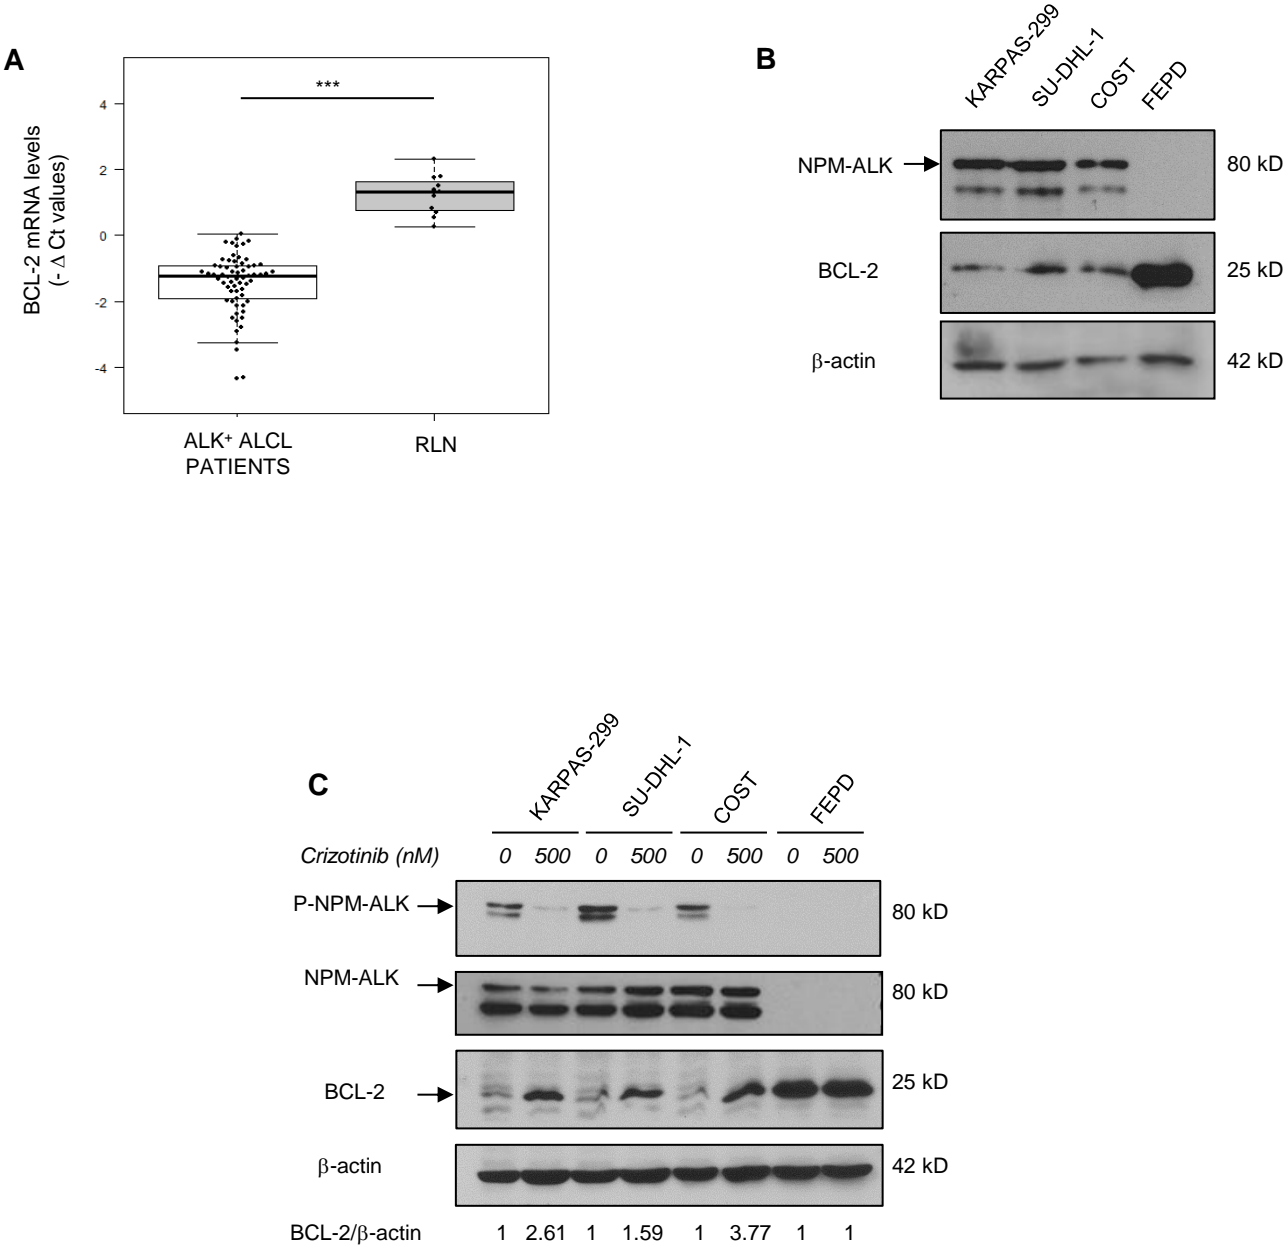 A
BCL-2 mRNA levels
(- Δ Ct values)
4
2
0
-2
-4
***
ALK+ ALCL
PATIENTS
RLN
B
KARPAS-299
SU-DHL-1
COST
FEPD
NPM-ALK
80 kD
BCL-2
25 kD
β-actin
42 kD
C
KARPAS-299
SU-DHL-1
COST
FEPD
Crizotinib (nM) 0 500 0 500 0 500 0 500
P-NPM-ALK
80 kD
NPM-ALK
80 kD
BCL-2
25 kD
β-actin
42 kD
BCL-2/β-actin 1 2.61 1 1.59 1 3.77 1 1